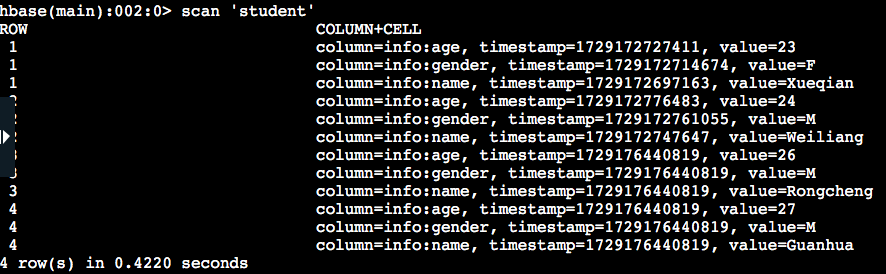 hbase(main):002:0> scan 'student'
ROW COLUMN+CELL
1 column=info:age, timestamp=1729172727411, value=23
1 column=info:gender, timestamp=1729172714674, value=F
1 column=info:name, timestamp=1729172697163, value=Xueqian
column=info:age, timestamp=1729172776483, value=24
column=info:gender, timestamp=1729172761055, value=M
column=info:name, timestamp=1729172747647, value=Weiliang
column=info:age, timestamp=1729176440819, value=26
column=info:gender, timestamp=1729176440819, value=M
3 column=info:name, timestamp=1729176440819, value=Rongcheng
4 column=info:age, timestamp=1729176440819, value=27
4 column=info:gender, timestamp=1729176440819, value=M
4 column=info:name, timestamp=1729176440819, value=Guanhua
4 row(s) in 0.4220 seconds